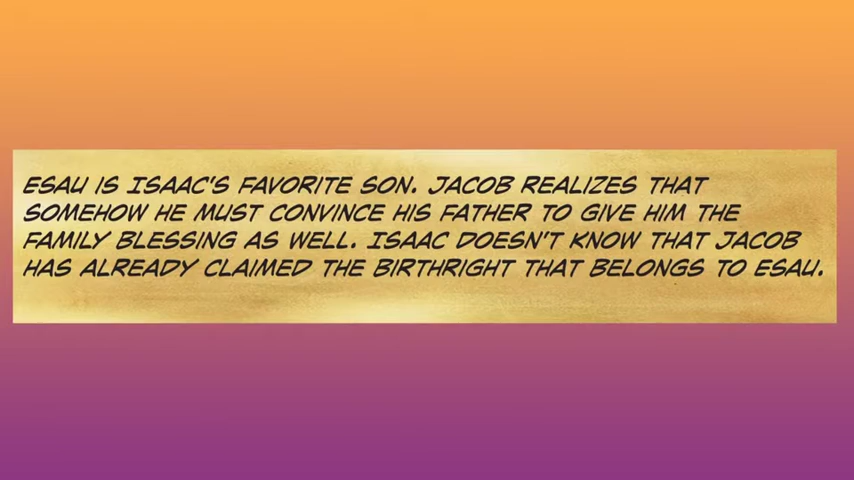 ESAU IS ISAAC'S FAVORITE SON. JACOB REALIZES THAT
SOMEHOW HE MUST CONVINCE HIS FATHER TO GIVE HIM THE
FAMILY BLESSING AS WELL. ISAAC DOESN'T KNOW THAT JACOB
HAS ALREADY CLAIMED THE BIRTHRIGHT THAT BELONGS TO ESAU.